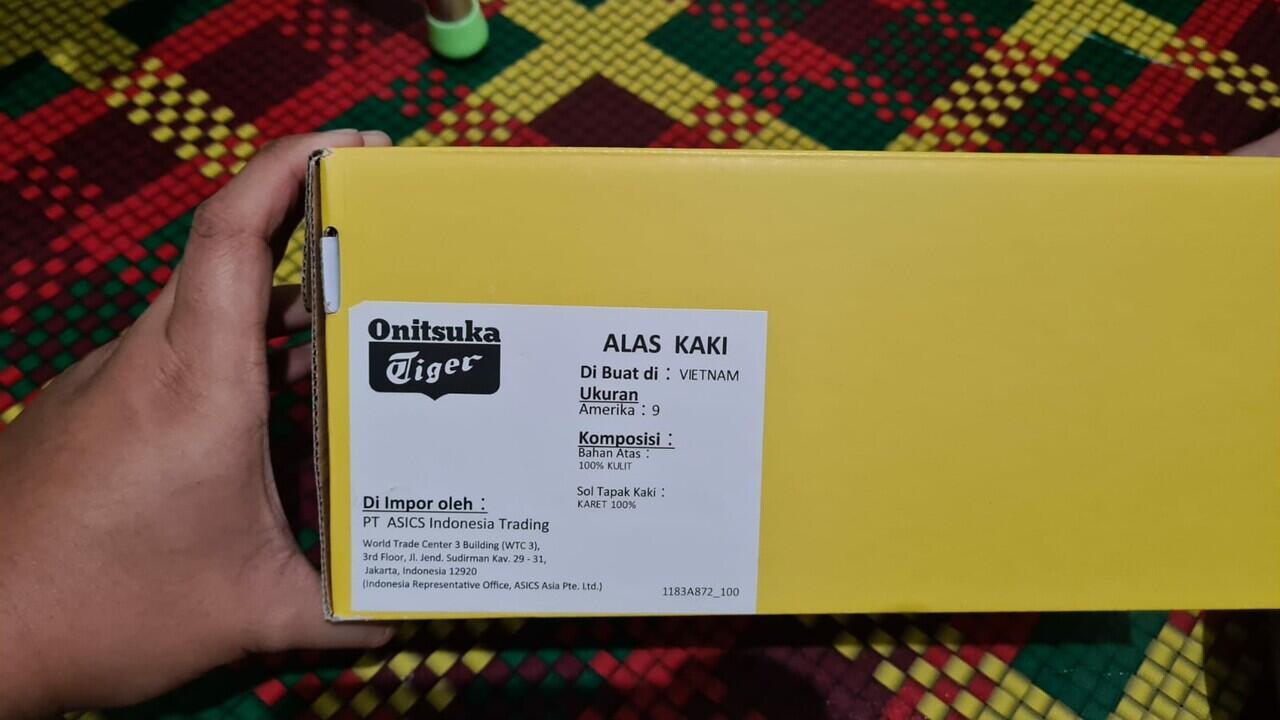 Onitsuka
Tiger
ALAS KAKI
Di Buat di : VIETNAM
Ukuran
Amerika : 9
Komposisi :
Bahan Atas :
100% KULIT
Sol Tapak Kaki :
KARET 100%
Di Impor oleh :
PT ASICS Indonesia Trading
World Trade Center 3 Building (WTC 3),
3rd Floor, Jl. Jend. Sudirman Kav. 29 - 31,
Jakarta, Indonesia 12920
(Indonesia Representative Office, ASICS Asia Pte. Ltd.)
1183A872_100